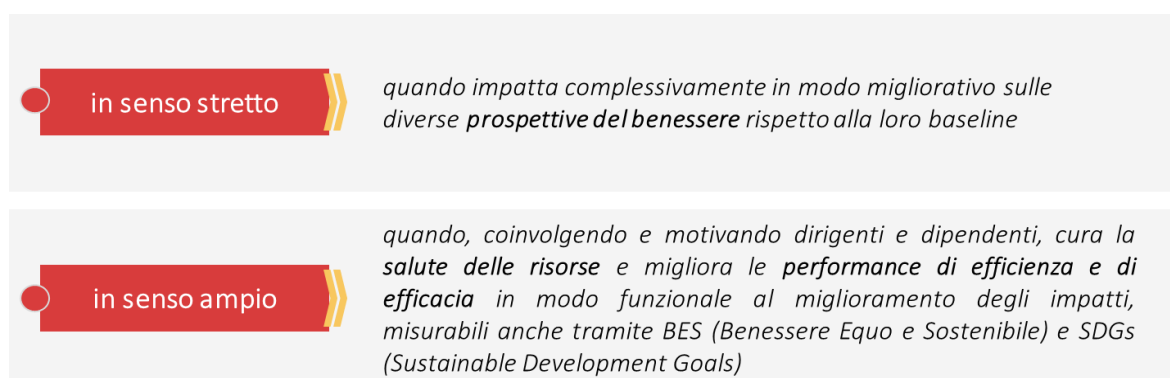 in senso stretto
quando impatta complessivamente in modo migliorativo sulle
diverse prospettive del benessere rispetto alla loro baseline
in senso ampio
quando, coinvolgendo e motivando dirigenti e dipendenti, cura la
salute delle risorse e migliora le performance di efficienza e di
efficacia in modo funzionale al miglioramento degli impatti,
misurabili anche tramite BES (Benessere Equo e Sostenibile) e SDGs
(Sustainable Development Goals)